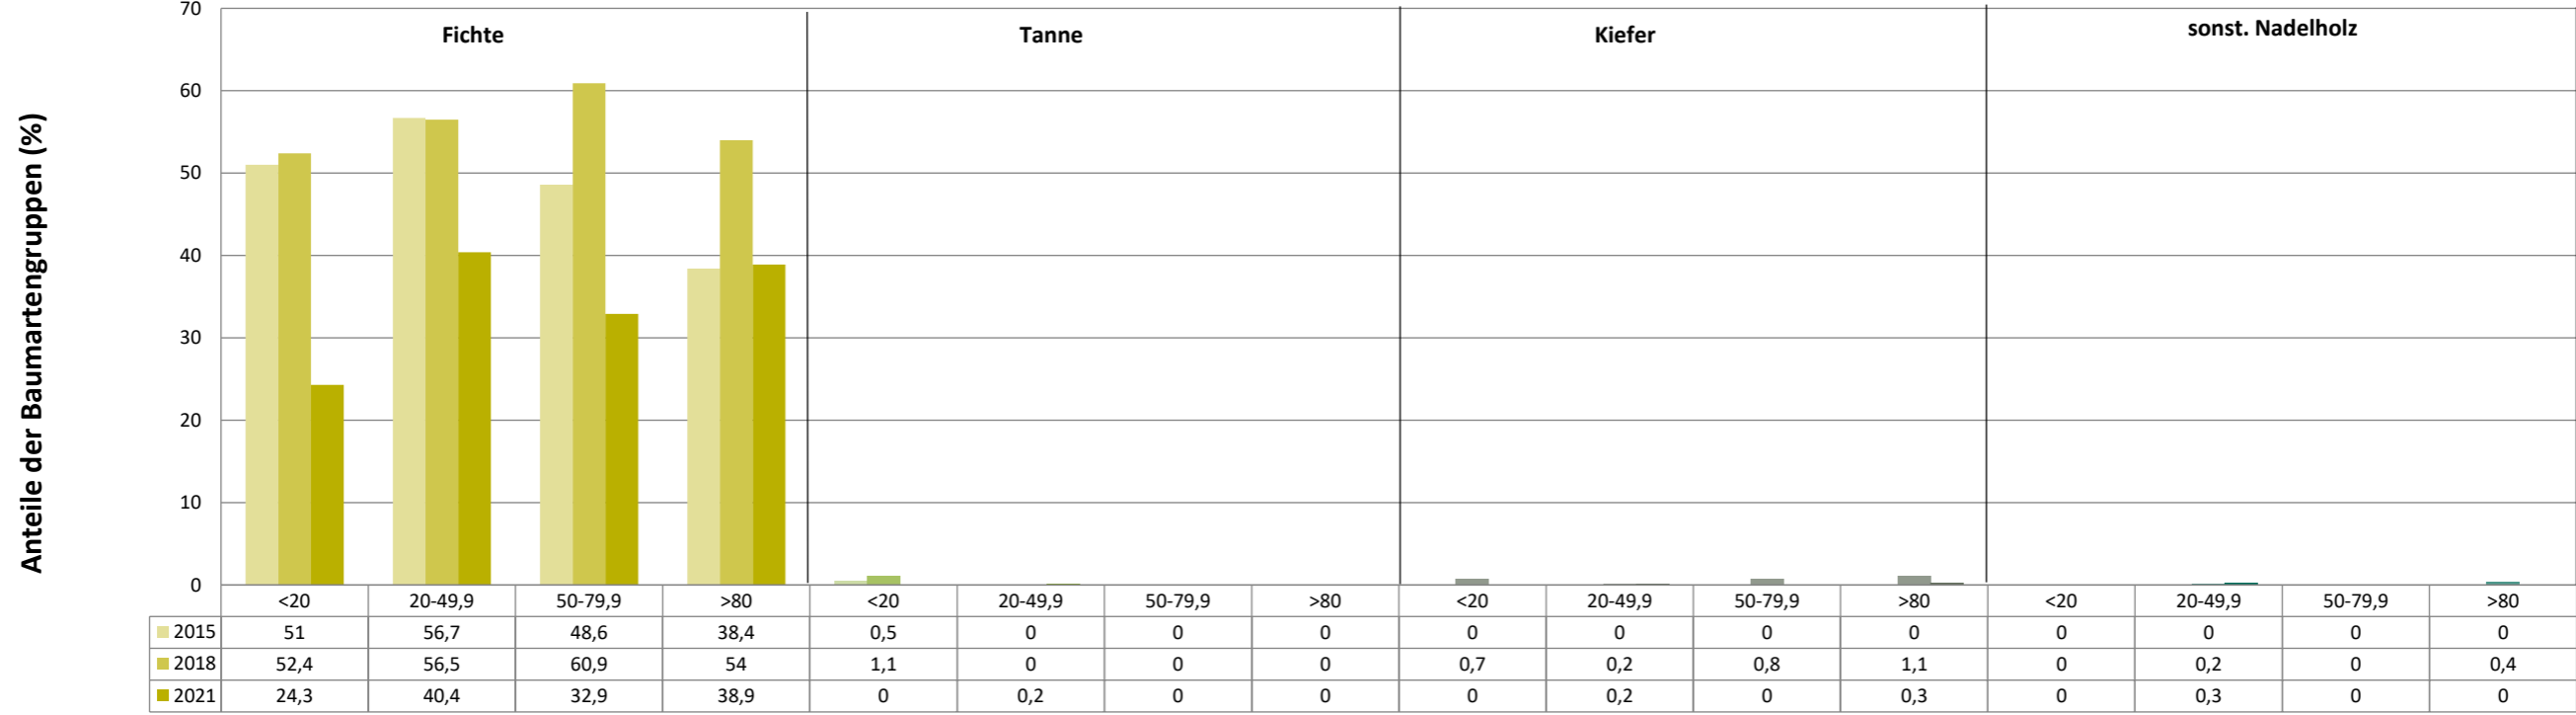 70
Fichte Tanne Kiefer sonst. Nadelholz
60
50
40
30
20
10
0
Anteile der Baumartengruppen (%)
<20 20-49,9 50-79,9 >80 <20 20-49,9 50-79,9 >80 <20 20-49,9 50-79,9 >80 <20 20-49,9 50-79,9 >80
2015 51 56,7 48,6 38,4 0,5 0 0 0 0 0 0 0 0 0 0 0
2018 52,4 56,5 60,9 54 1,1 0 0 0 0,7 0,2 0,8 1,1 0 0,2 0 0,4
2021 24,3 40,4 32,9 38,9 0 0,2 0 0 0 0,2 0 0,3 0 0,3 0 0